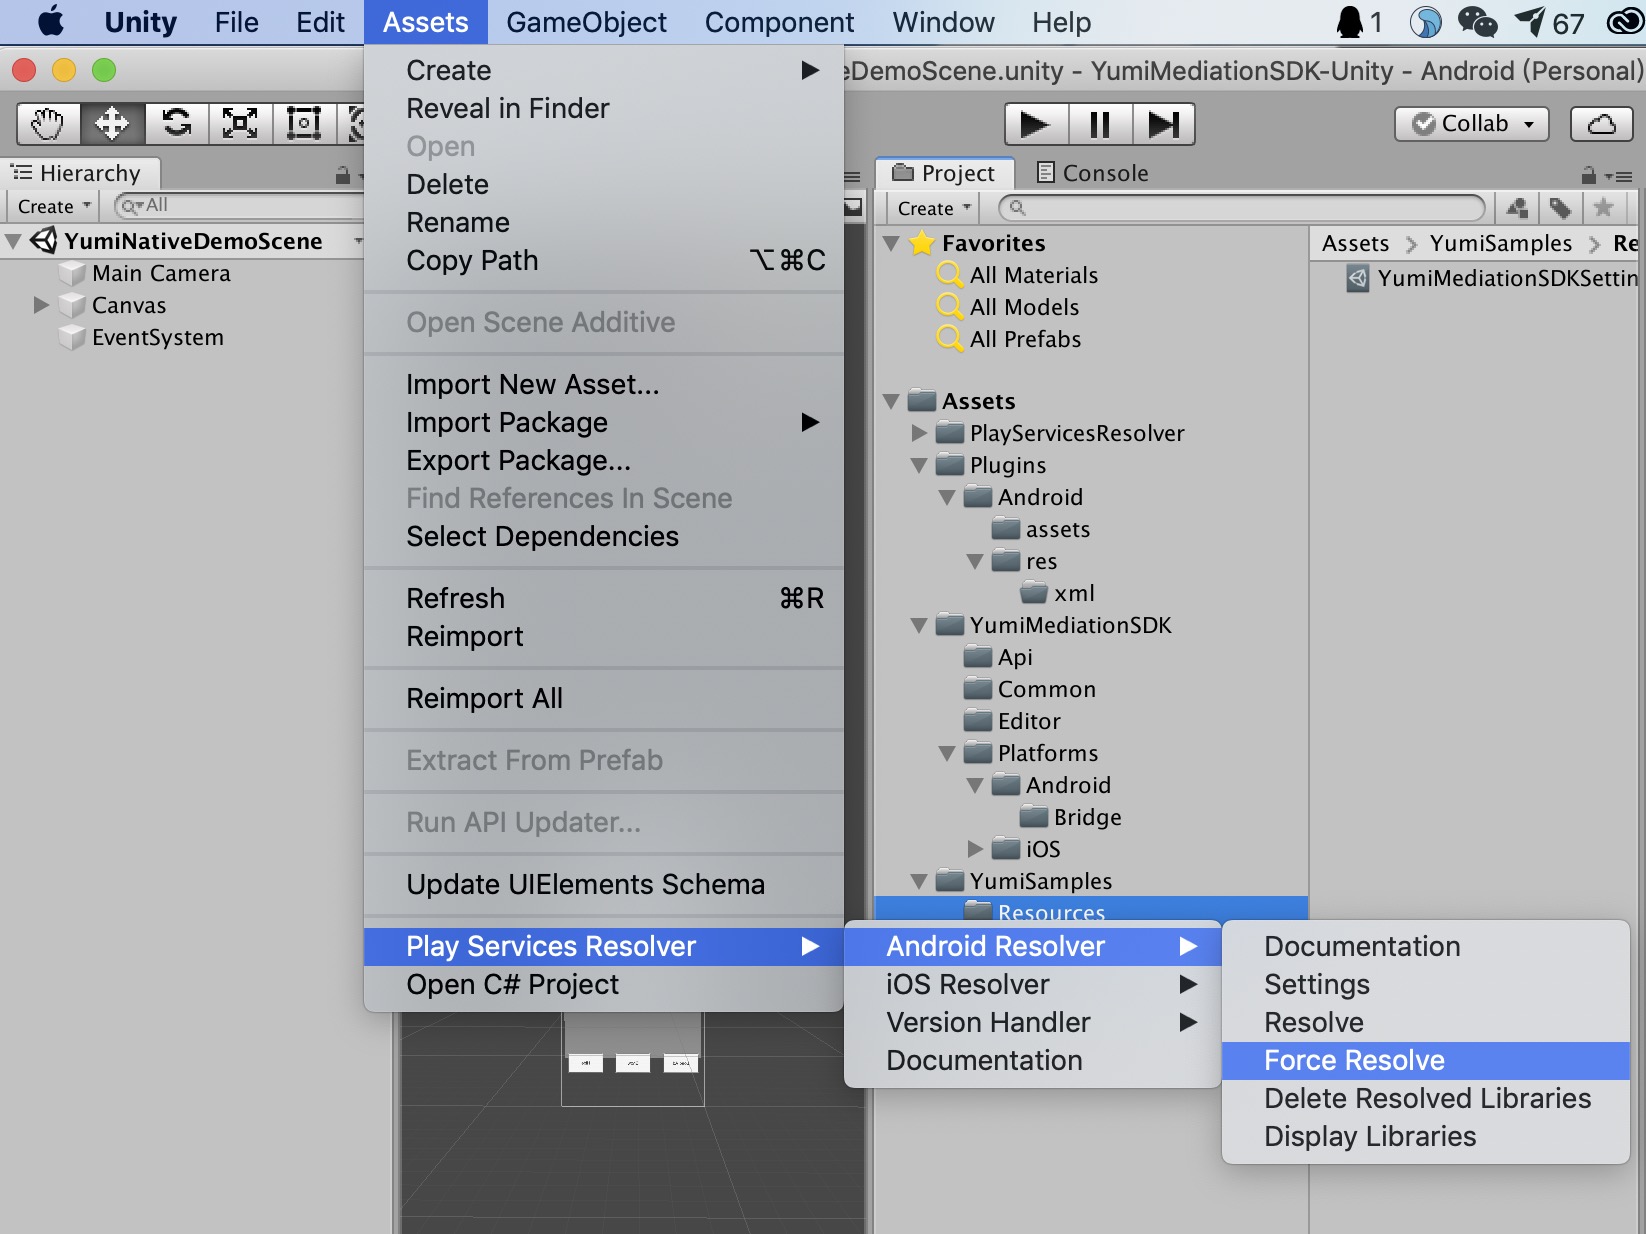 Unity File Edit Assets GameObject Component Window Help 1 67
eDemoScene.unity - YumiMediationSDK-Unity - Android (Personal)
Collab
Hierarchy
Create All
YumiNativeDemoScene
Main Camera
Canvas
EventSystem
Create
Reveal in Finder
Open
Delete
Rename
Copy Path ⌥⌘C
Open Scene Additive
Import New Asset...
Import Package
Export Package...
Find References In Scene
Select Dependencies
Refresh ⌘R
Reimport
Reimport All
Extract From Prefab
Run API Updater...
Update UIElements Schema
Play Services Resolver
Open C# Project
Android Resolver
iOS Resolver
Version Handler
Documentation
Documentation
Settings
Resolve
Force Resolve
Delete Resolved Libraries
Display Libraries
Project Console
Create
Favorites
All Materials
All Models
All Prefabs
Assets
PlayServicesResolver
Plugins
Android
assets
res
xml
YumiMediationSDK
Api
Common
Editor
Platforms
Android
Bridge
iOS
YumiSamples
Resources
Assets YumiSamples Re
YumiMediationSDKSettin